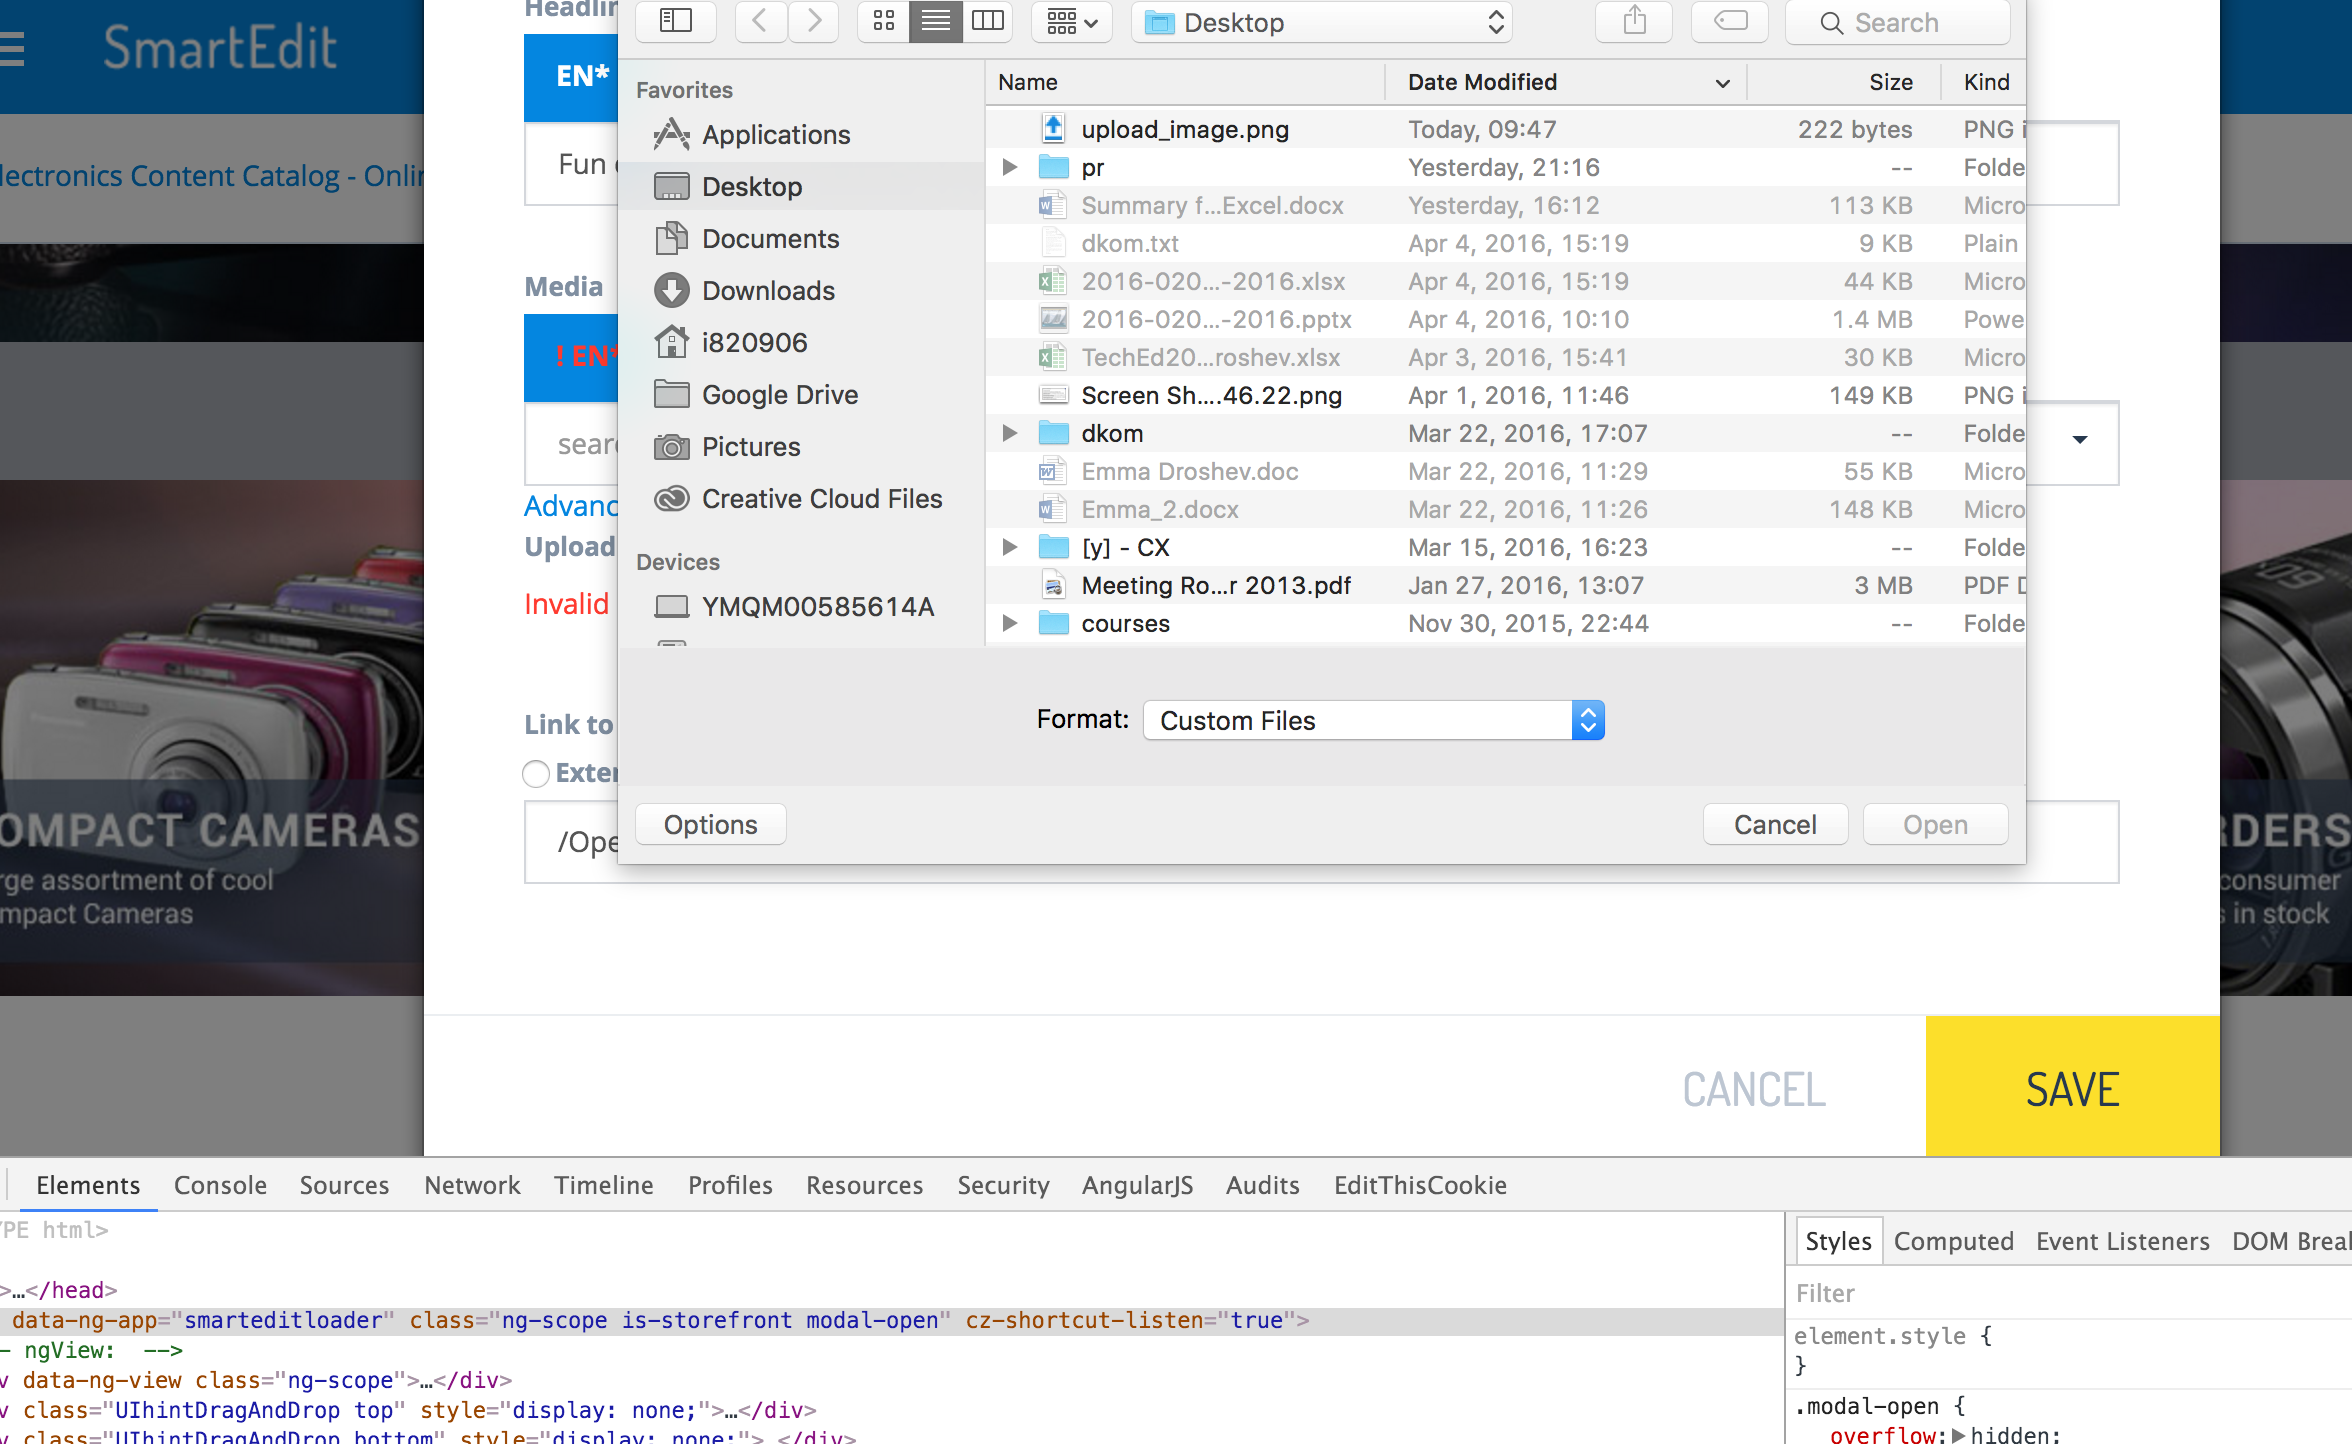 SmartEdit
lectronics Content Catalog - Onlin
OMPACT CAMERAS
rge assortment of cool
mpact Cameras
Headlin
EN*
Fun
Media
! EN*
sear
Advanc
Upload
Invalid
Link to
Exter
/Ope
Desktop
Search
Favorites
Applications
Desktop
Documents
Downloads
i820906
Google Drive
Pictures
Creative Cloud Files
Devices
YMQM00585614A
Name Date Modified Size Kind
upload_image.png Today, 09:47 222 bytes PNG i
pr Yesterday, 21:16 -- Folde
Summary f...Excel.docx Yesterday, 16:12 113 KB Micro
dkom.txt Apr 4, 2016, 15:19 9 KB Plain
2016-020...-2016.xlsx Apr 4, 2016, 15:19 44 KB Micro
2016-020...-2016.pptx Apr 4, 2016, 10:10 1.4 MB Powe
TechEd20...roshev.xlsx Apr 3, 2016, 15:41 30 KB Micro
Screen Sh....46.22.png Apr 1, 2016, 11:46 149 KB PNG i
dkom Mar 22, 2016, 17:07 -- Folde
Emma Droshev.doc Mar 22, 2016, 11:29 55 KB Micro
Emma_2.docx Mar 22, 2016, 11:26 148 KB Micro
[y] - CX Mar 15, 2016, 16:23 -- Folde
Meeting Ro...r 2013.pdf Jan 27, 2016, 13:07 3 MB PDF D
courses Nov 30, 2015, 22:44 -- Folde
Format: Custom Files
Options Cancel Open
RDERS
consumer
s in stock
CANCEL SAVE
Elements Console Sources Network Timeline Profiles Resources Security AngularJS Audits EditThisCookie
YPE html>
>…</head>
data-ng-app="smarteditloader" class="ng-scope is-storefront modal-open" cz-shortcut-listen="true">
- ngView:  -->
v data-ng-view class="ng-scope">…</div>
v class="UIhintDragAndDrop top" style="display: none;">…</div>
v class="UIhintDragAndDrop bottom" style="display: none;">…</div>
Styles Computed Event Listeners DOM Breal
Filter
element.style {
}
.modal-open {
overflow: hidden;